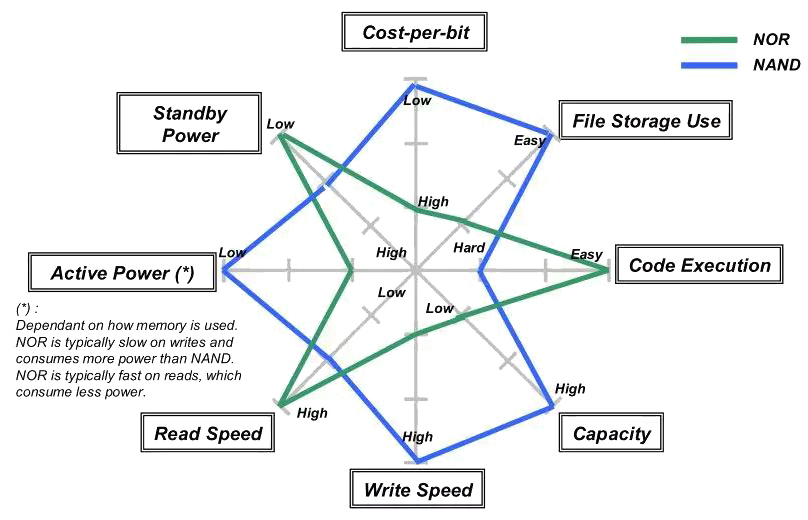 Cost-per-bit
NOR
NAND
Standby
Power
Low
Low
File Storage Use
Easy
High
Active Power (*)
Low
High
Hard
Easy
Code Execution
Low
Low
(*) :
Dependant on how memory is used.
NOR is typically slow on writes and
consumes more power than NAND.
NOR is typically fast on reads, which
consume less power.
High
High
Read Speed
High
Capacity
Write Speed